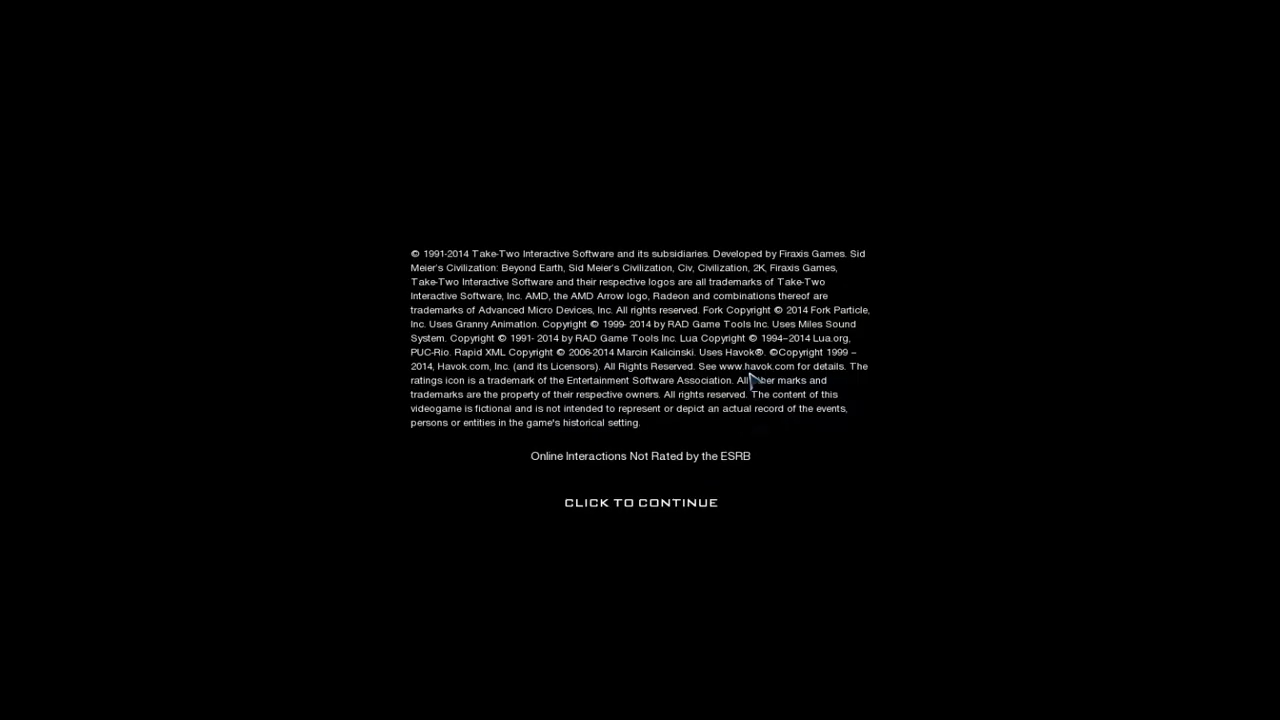 © 1991-2014 Take-Two Interactive Software and its subsidiaries. Developed by Firaxis Games. Sid
Meier's Civilization: Beyond Earth, Sid Meier's Civilization, Civ, Civilization, 2K, Firaxis Games,
Take-Two Interactive Software and their respective logos are all trademarks of Take-Two
Interactive Software, Inc. AMD, the AMD Arrow logo, Radeon and combinations thereof are
trademarks of Advanced Micro Devices, Inc. All rights reserved. Fork Copyright © 2014 Fork Particle,
Inc. Uses Granny Animation. Copyright © 1999- 2014 by RAD Game Tools Inc. Uses Miles Sound
System. Copyright © 1991- 2014 by RAD Game Tools Inc. Lua Copyright © 1994–2014 Lua.org,
PUC-Rio. Rapid XML Copyright © 2006-2014 Marcin Kalicinski. Uses Havok®. ©Copyright 1999 –
2014, Havok.com, Inc. (and its Licensors). All Rights Reserved. See www.havok.com for details. The
ratings icon is a trademark of the Entertainment Software Association. All other marks and
trademarks are the property of their respective owners. All rights reserved. The content of this
videogame is fictional and is not intended to represent or depict an actual record of the events,
persons or entities in the game's historical setting.
Online Interactions Not Rated by the ESRB
CLICK TO CONTINUE